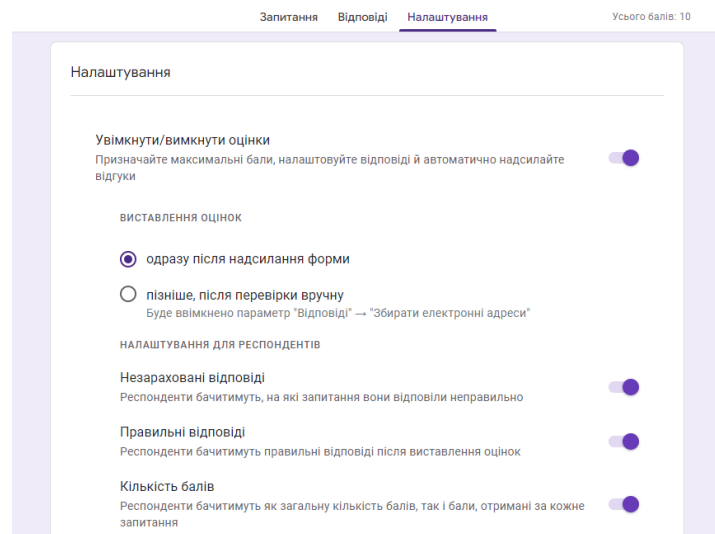 Запитання Відповіді Налаштування Усього балів: 10
Налаштування
Увімкнути/вимкнути оцінки
Призначайте максимальні бали, налаштовуйте відповіді й автоматично надсилайте
відгуки
ВИСТАВЛЕННЯ ОЦІНОК
одразу після надсилання форми
пізніше, після перевірки вручну
Буде ввімкнено параметр "Відповіді" → "Збирати електронні адреси"
НАЛАШТУВАННЯ ДЛЯ РЕСПОНДЕНТІВ
Незараховані відповіді
Респонденти бачитимуть, на які запитання вони відповіли неправильно
Правильні відповіді
Респонденти бачитимуть правильні відповіді після виставлення оцінок
Кількість балів
Респонденти бачитимуть як загальну кількість балів, так і бали, отримані за кожне
запитання